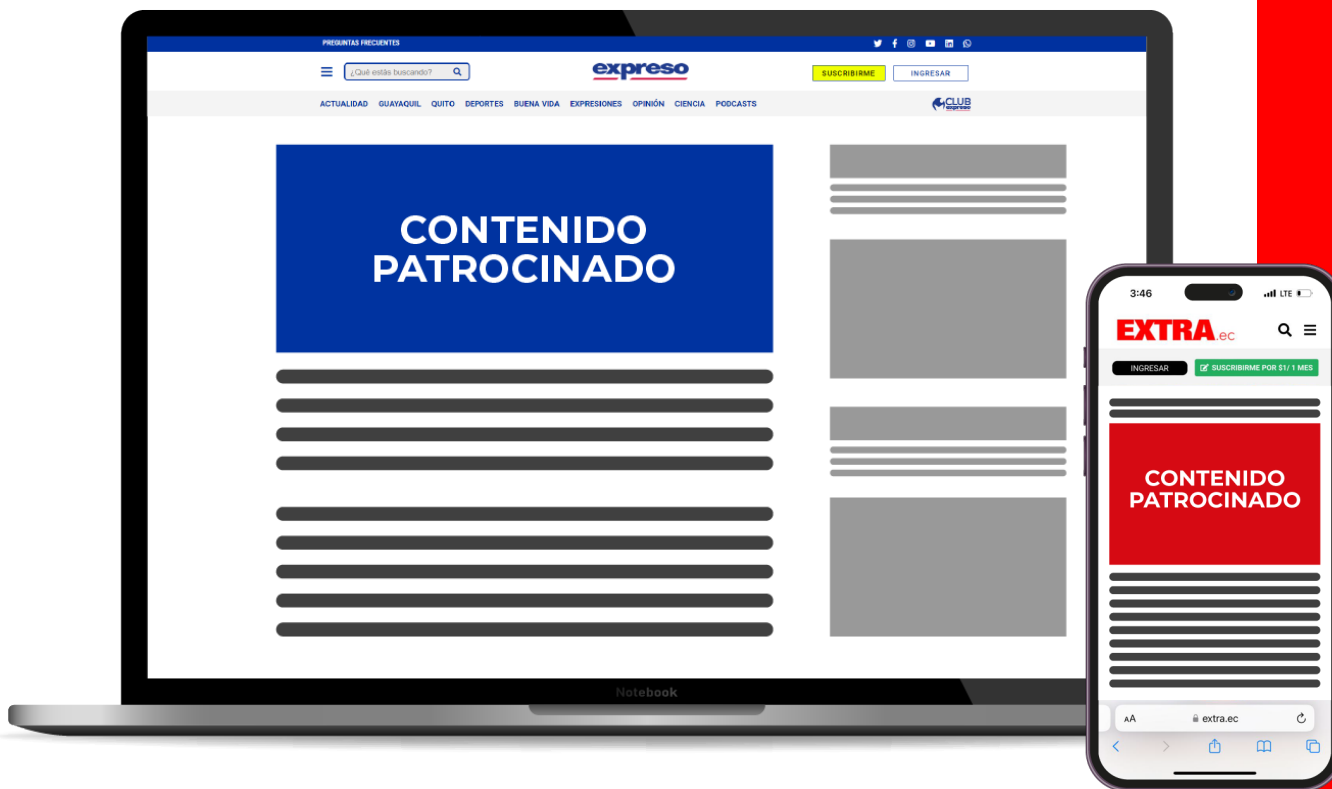 PREGUNTAS FRECUENTES
¿Qué estás buscando?
expreso
SUSCRIBIRME
INGRESAR
ACTUALIDAD GUAYAQUIL QUITO DEPORTES BUENA VIDA EXPRESIONES OPINIÓN CIENCIA PODCASTS
CLUB
expreso
CONTENIDO
PATROCINADO
Notebook
3:46
LTE
EXTRA.ec
INGRESAR
SUSCRIBIRME POR $1/ 1 MES
CONTENIDO
PATROCINADO
AA
extra.ec